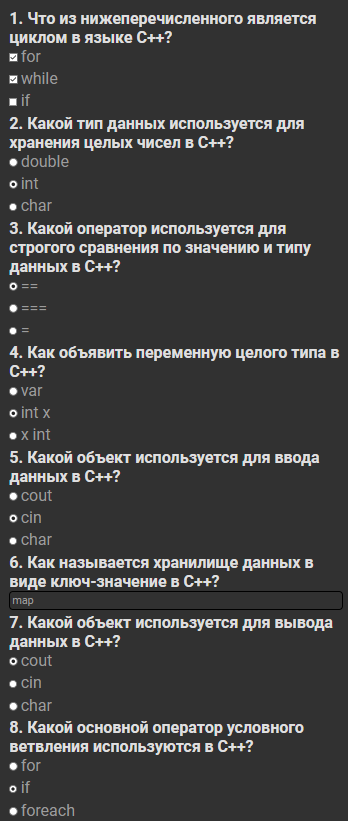 1. Что из нижеперечисленного является
циклом в языке C++?
for
while
if
2. Какой тип данных используется для
хранения целых чисел в C++?
double
int
char
3. Какой оператор используется для
строгого сравнения по значению и типу
данных в C++?
==
===
=
4. Как объявить переменную целого типа в
C++?
var
int x
x int
5. Какой объект используется для ввода
данных в C++?
cout
cin
char
6. Как называется хранилище данных в
виде ключ-значение в C++?
map
7. Какой объект используется для вывода
данных в C++?
cout
cin
char
8. Какой основной оператор условного
ветвления используются в C++?
for
if
foreach